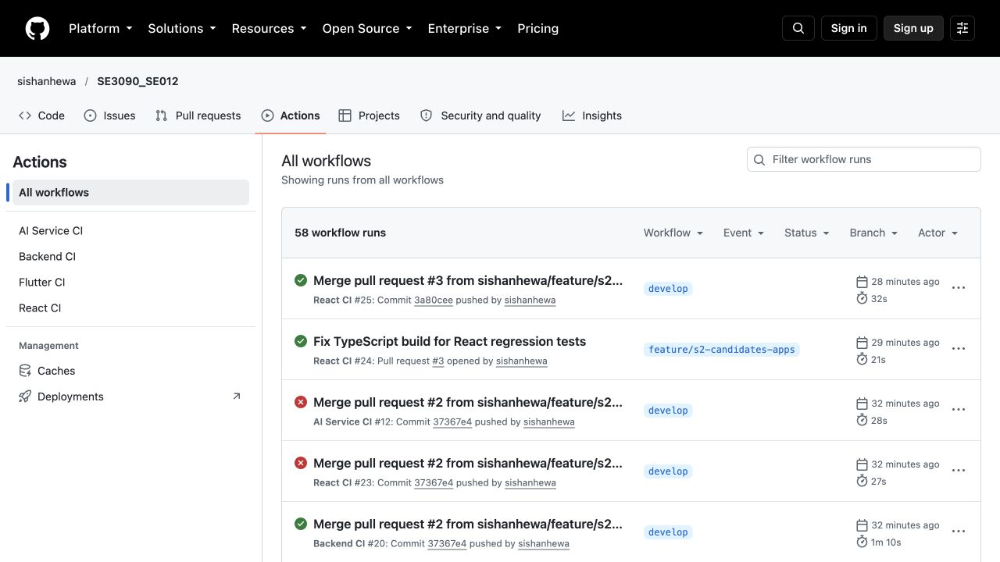 Platform Solutions Resources Open Source Enterprise Pricing Sign in Sign up
sishanhewa / SE3090_SE012
Code Issues Pull requests Actions Projects Security and quality Insights
Actions
All workflows
AI Service CI
Backend CI
Flutter CI
React CI
Management
Caches
Deployments
All workflows
Showing runs from all workflows
Filter workflow runs
58 workflow runs Workflow Event Status Branch Actor
Merge pull request #3 from sishanhewa/feature/s2...
React CI #25: Commit 3a80cee pushed by sishanhewa
develop
28 minutes ago
32s
Fix TypeScript build for React regression tests
React CI #24: Pull request #3 opened by sishanhewa
feature/s2-candidates-apps
29 minutes ago
21s
Merge pull request #2 from sishanhewa/feature/s2...
AI Service CI #12: Commit 37367e4 pushed by sishanhewa
develop
32 minutes ago
28s
Merge pull request #2 from sishanhewa/feature/s2...
React CI #23: Commit 37367e4 pushed by sishanhewa
develop
32 minutes ago
27s
Merge pull request #2 from sishanhewa/feature/s2...
Backend CI #20: Commit 37367e4 pushed by sishanhewa
develop
32 minutes ago
1m 10s